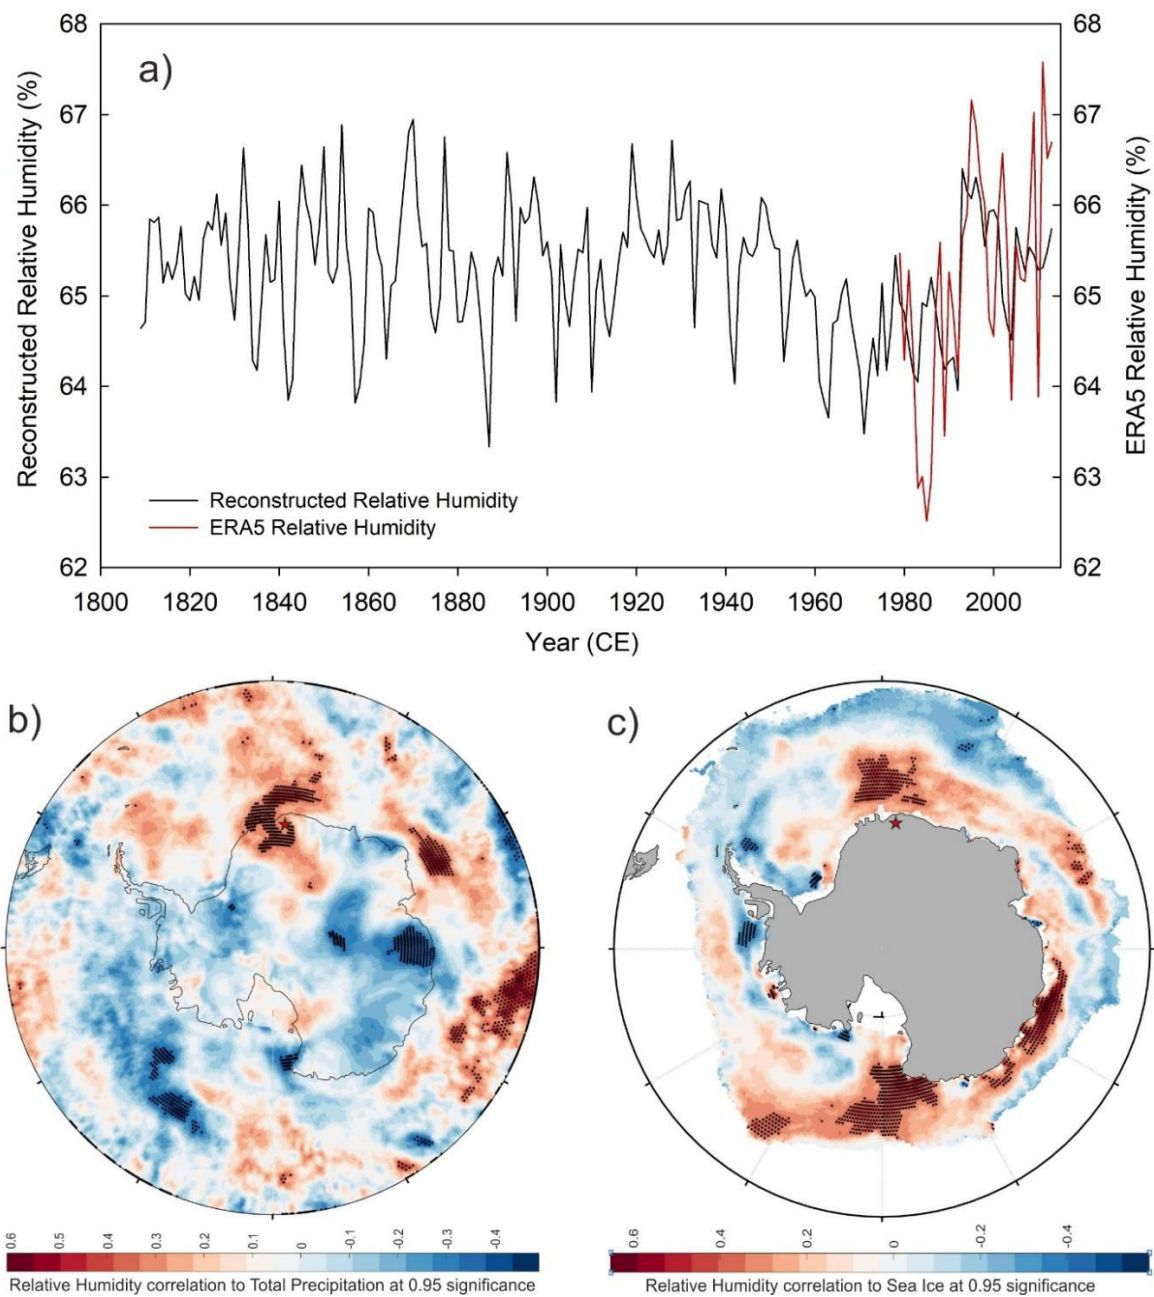 a)
68
67
66
65
64
63
62
Reconstructed Relative Humidity (%)
68
67
66
65
64
63
62
ERA5 Relative Humidity (%)
Reconstructed Relative Humidity
ERA5 Relative Humidity
1800 1820 1840 1860 1880 1900 1920 1940 1960 1980 2000
Year (CE)
b)
c)
0.6 0.5 0.4 0.3 0.2 0.1 0 -0.1 -0.2 -0.3 -0.4
Relative Humidity correlation to Total Precipitation at 0.95 significance
0.6 0.4 0.2 0 -0.2 -0.4
Relative Humidity correlation to Sea Ice at 0.95 significance